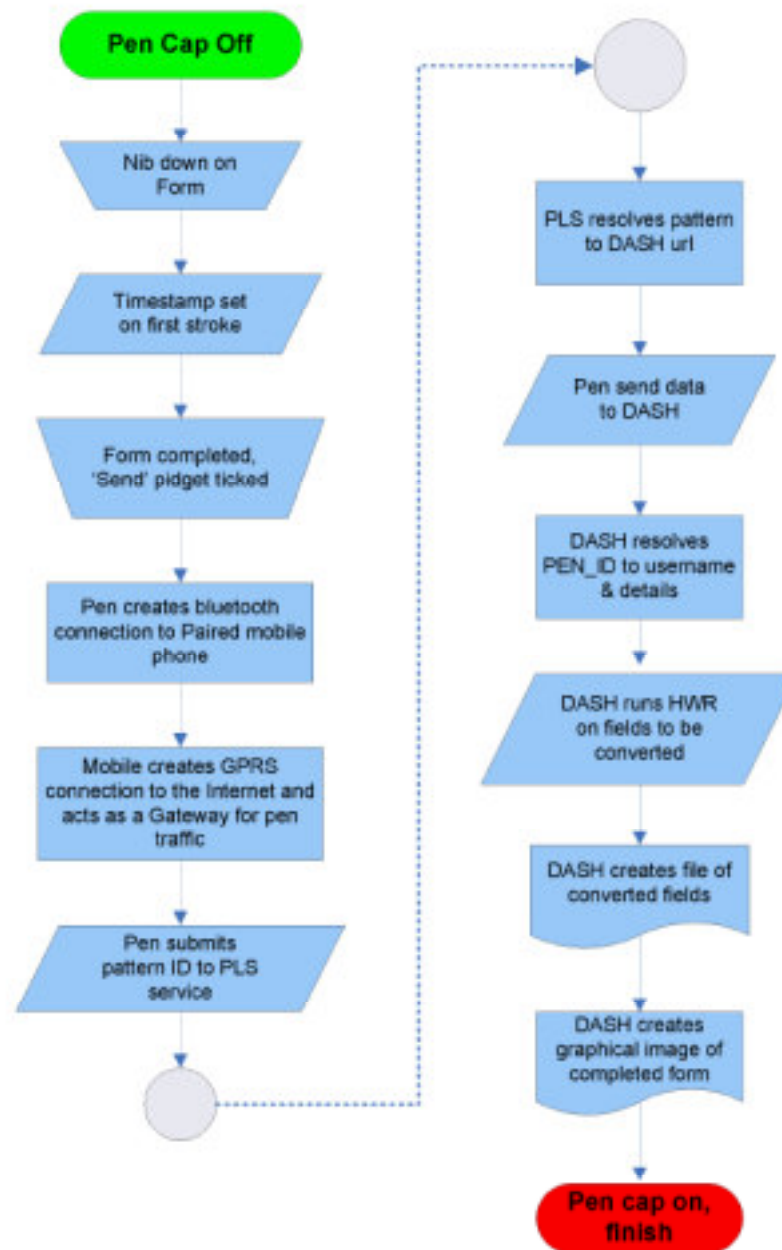 Pen Cap Off
Nib down on
Form
Timestamp set
on first stroke
Form completed,
'Send' pidget ticked
Pen creates bluetooth
connection to Paired mobile
phone
Mobile creates GPRS
connection to the Internet and
acts as a Gateway for pen
traffic
Pen submits
pattern ID to PLS
service
PLS resolves pattern
to DASH url
Pen send data
to DASH
DASH resolves
PEN_ID to username
& details
DASH runs HWR
on fields to be
converted
DASH creates file of
converted fields
DASH creates
graphical image of
completed form
Pen cap on,
finish